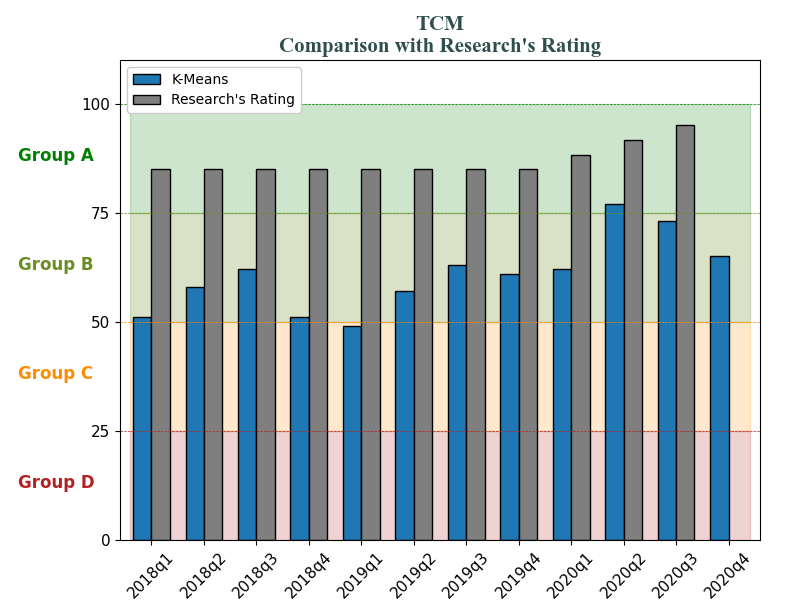 TCM
Comparison with Research's Rating
K-Means
Research's Rating
100
Group A
75
Group B
50
Group C
25
Group D
0
2018q1
2018q2
2018q3
2018q4
2019q1
2019q2
2019q3
2019q4
2020q1
2020q2
2020q3
2020q4